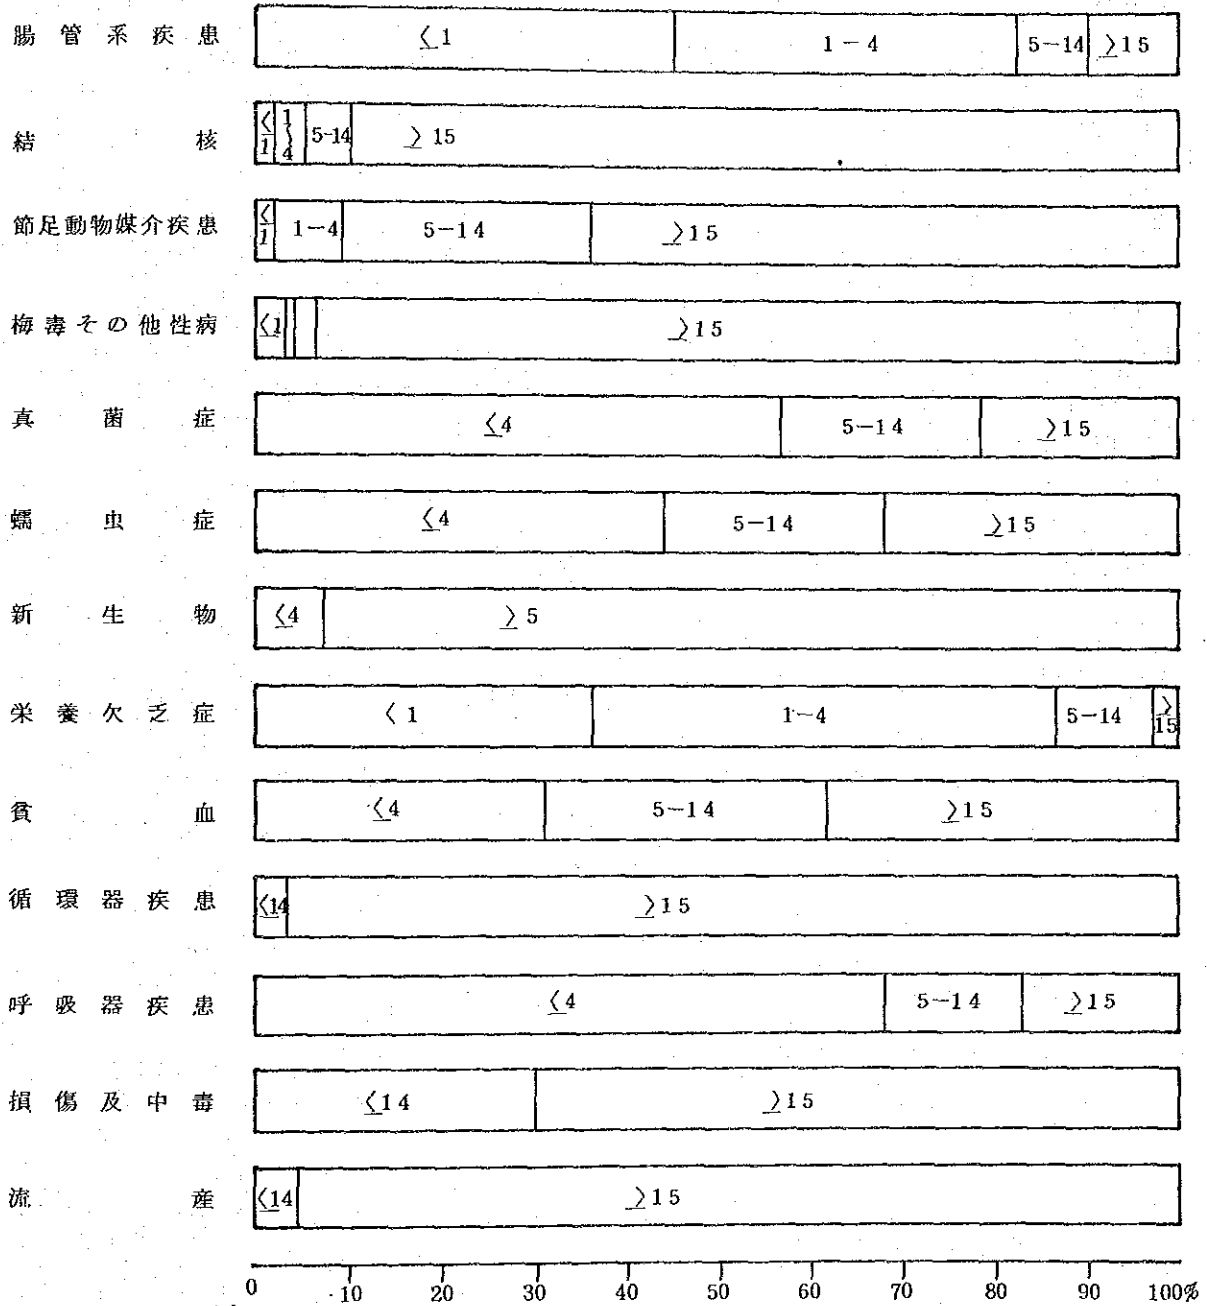 腸管系疾患 ≦1 1-4 5-14 ≧15
結核 ≦1 1~4 5-14 ≧15
節足動物媒介疾患 ≦1 1-4 5-14 ≧15
梅毒その他性病 ≦1 ≧15
真菌症 ≦4 5-14 ≧15
蠕虫症 ≦4 5-14 ≧15
新生物 ≦4 ≧5
栄養欠乏症 <1 1-4 5-14 ≧15
貧血 ≦4 5-14 ≧15
循環器疾患 ≦14 ≧15
呼吸器疾患 ≦4 5-14 ≧15
損傷及中毒 ≦14 ≧15
流産 ≦14 ≧15
0 10 20 30 40 50 60 70 80 90 100%